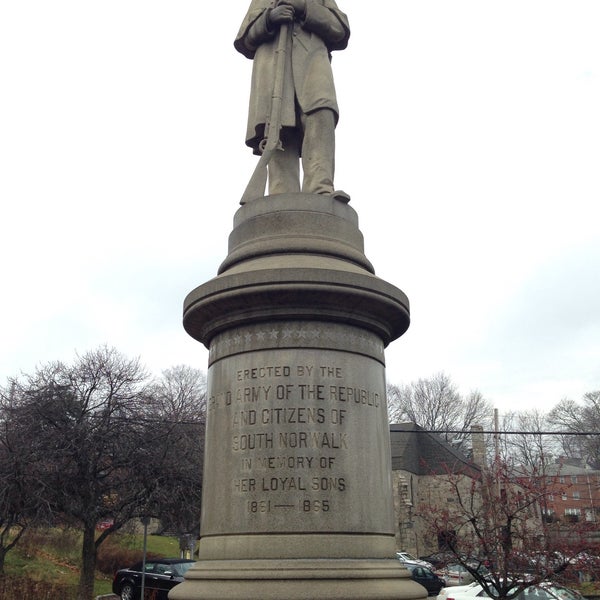 ERECTED BY THE
GRAND ARMY OF THE REPUBLIC
AND CITIZENS OF
SOUTH NORWALK
IN MEMORY OF
HER LOYAL SONS
1861 — 1865